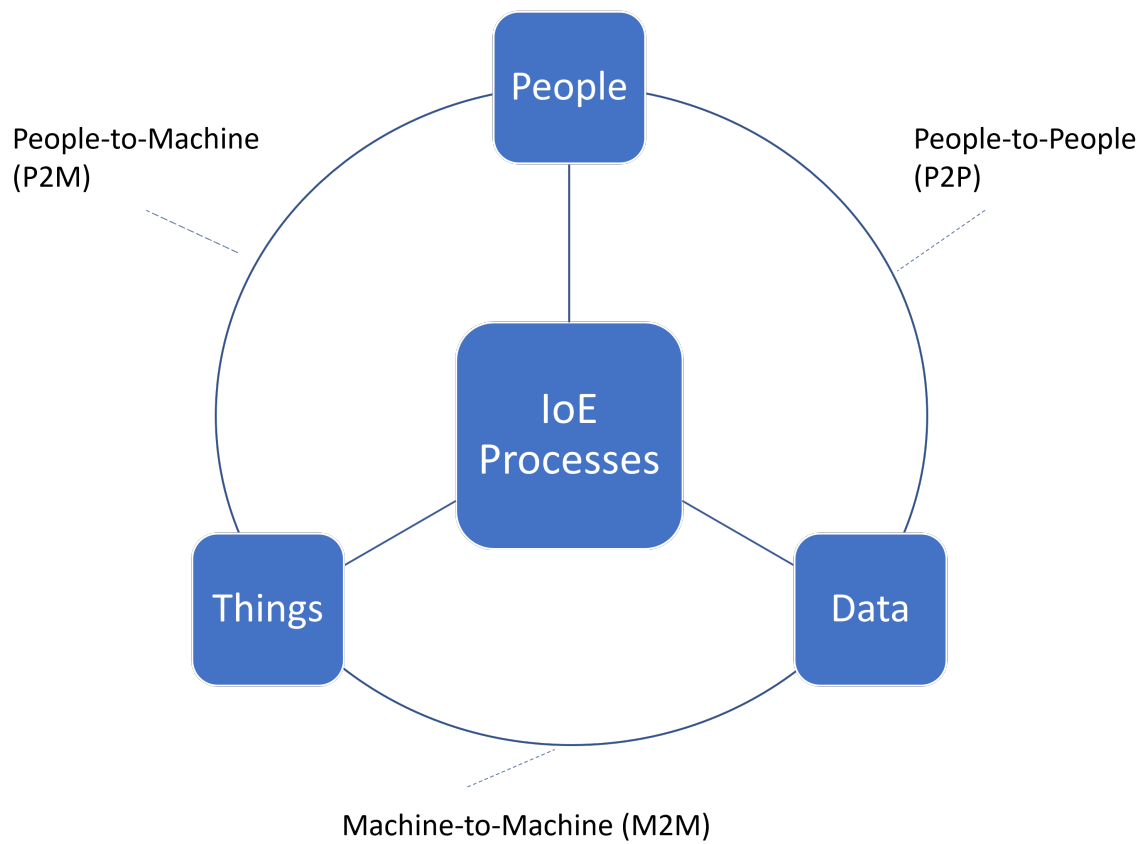 People
People-to-Machine
(P2M)
People-to-People
(P2P)
IoE
Processes
Things
Data
Machine-to-Machine (M2M)